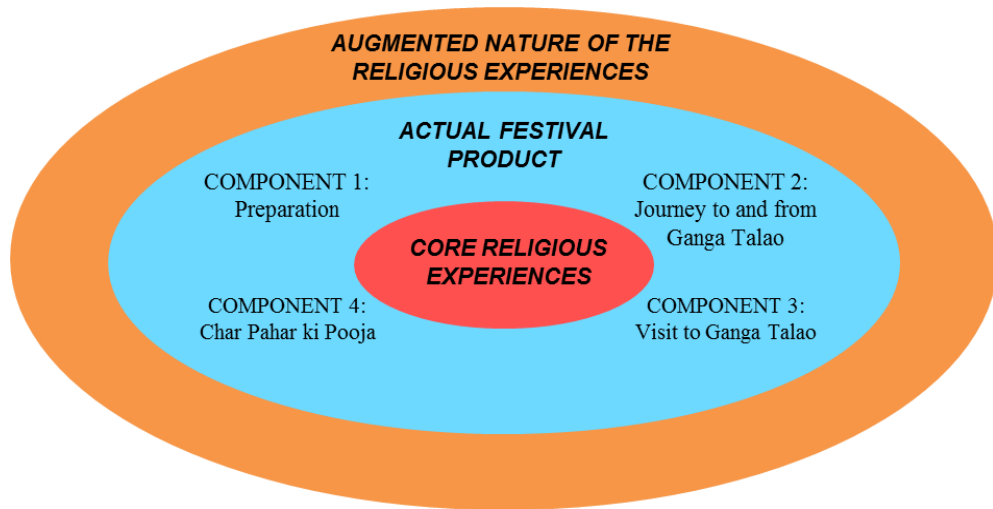 AUGMENTED NATURE OF THE
RELIGIOUS EXPERIENCES
ACTUAL FESTIVAL
PRODUCT
COMPONENT 1:
Preparation
COMPONENT 2:
Journey to and from
Ganga Talao
CORE RELIGIOUS
EXPERIENCES
COMPONENT 4:
Char Pahar ki Pooja
COMPONENT 3:
Visit to Ganga Talao